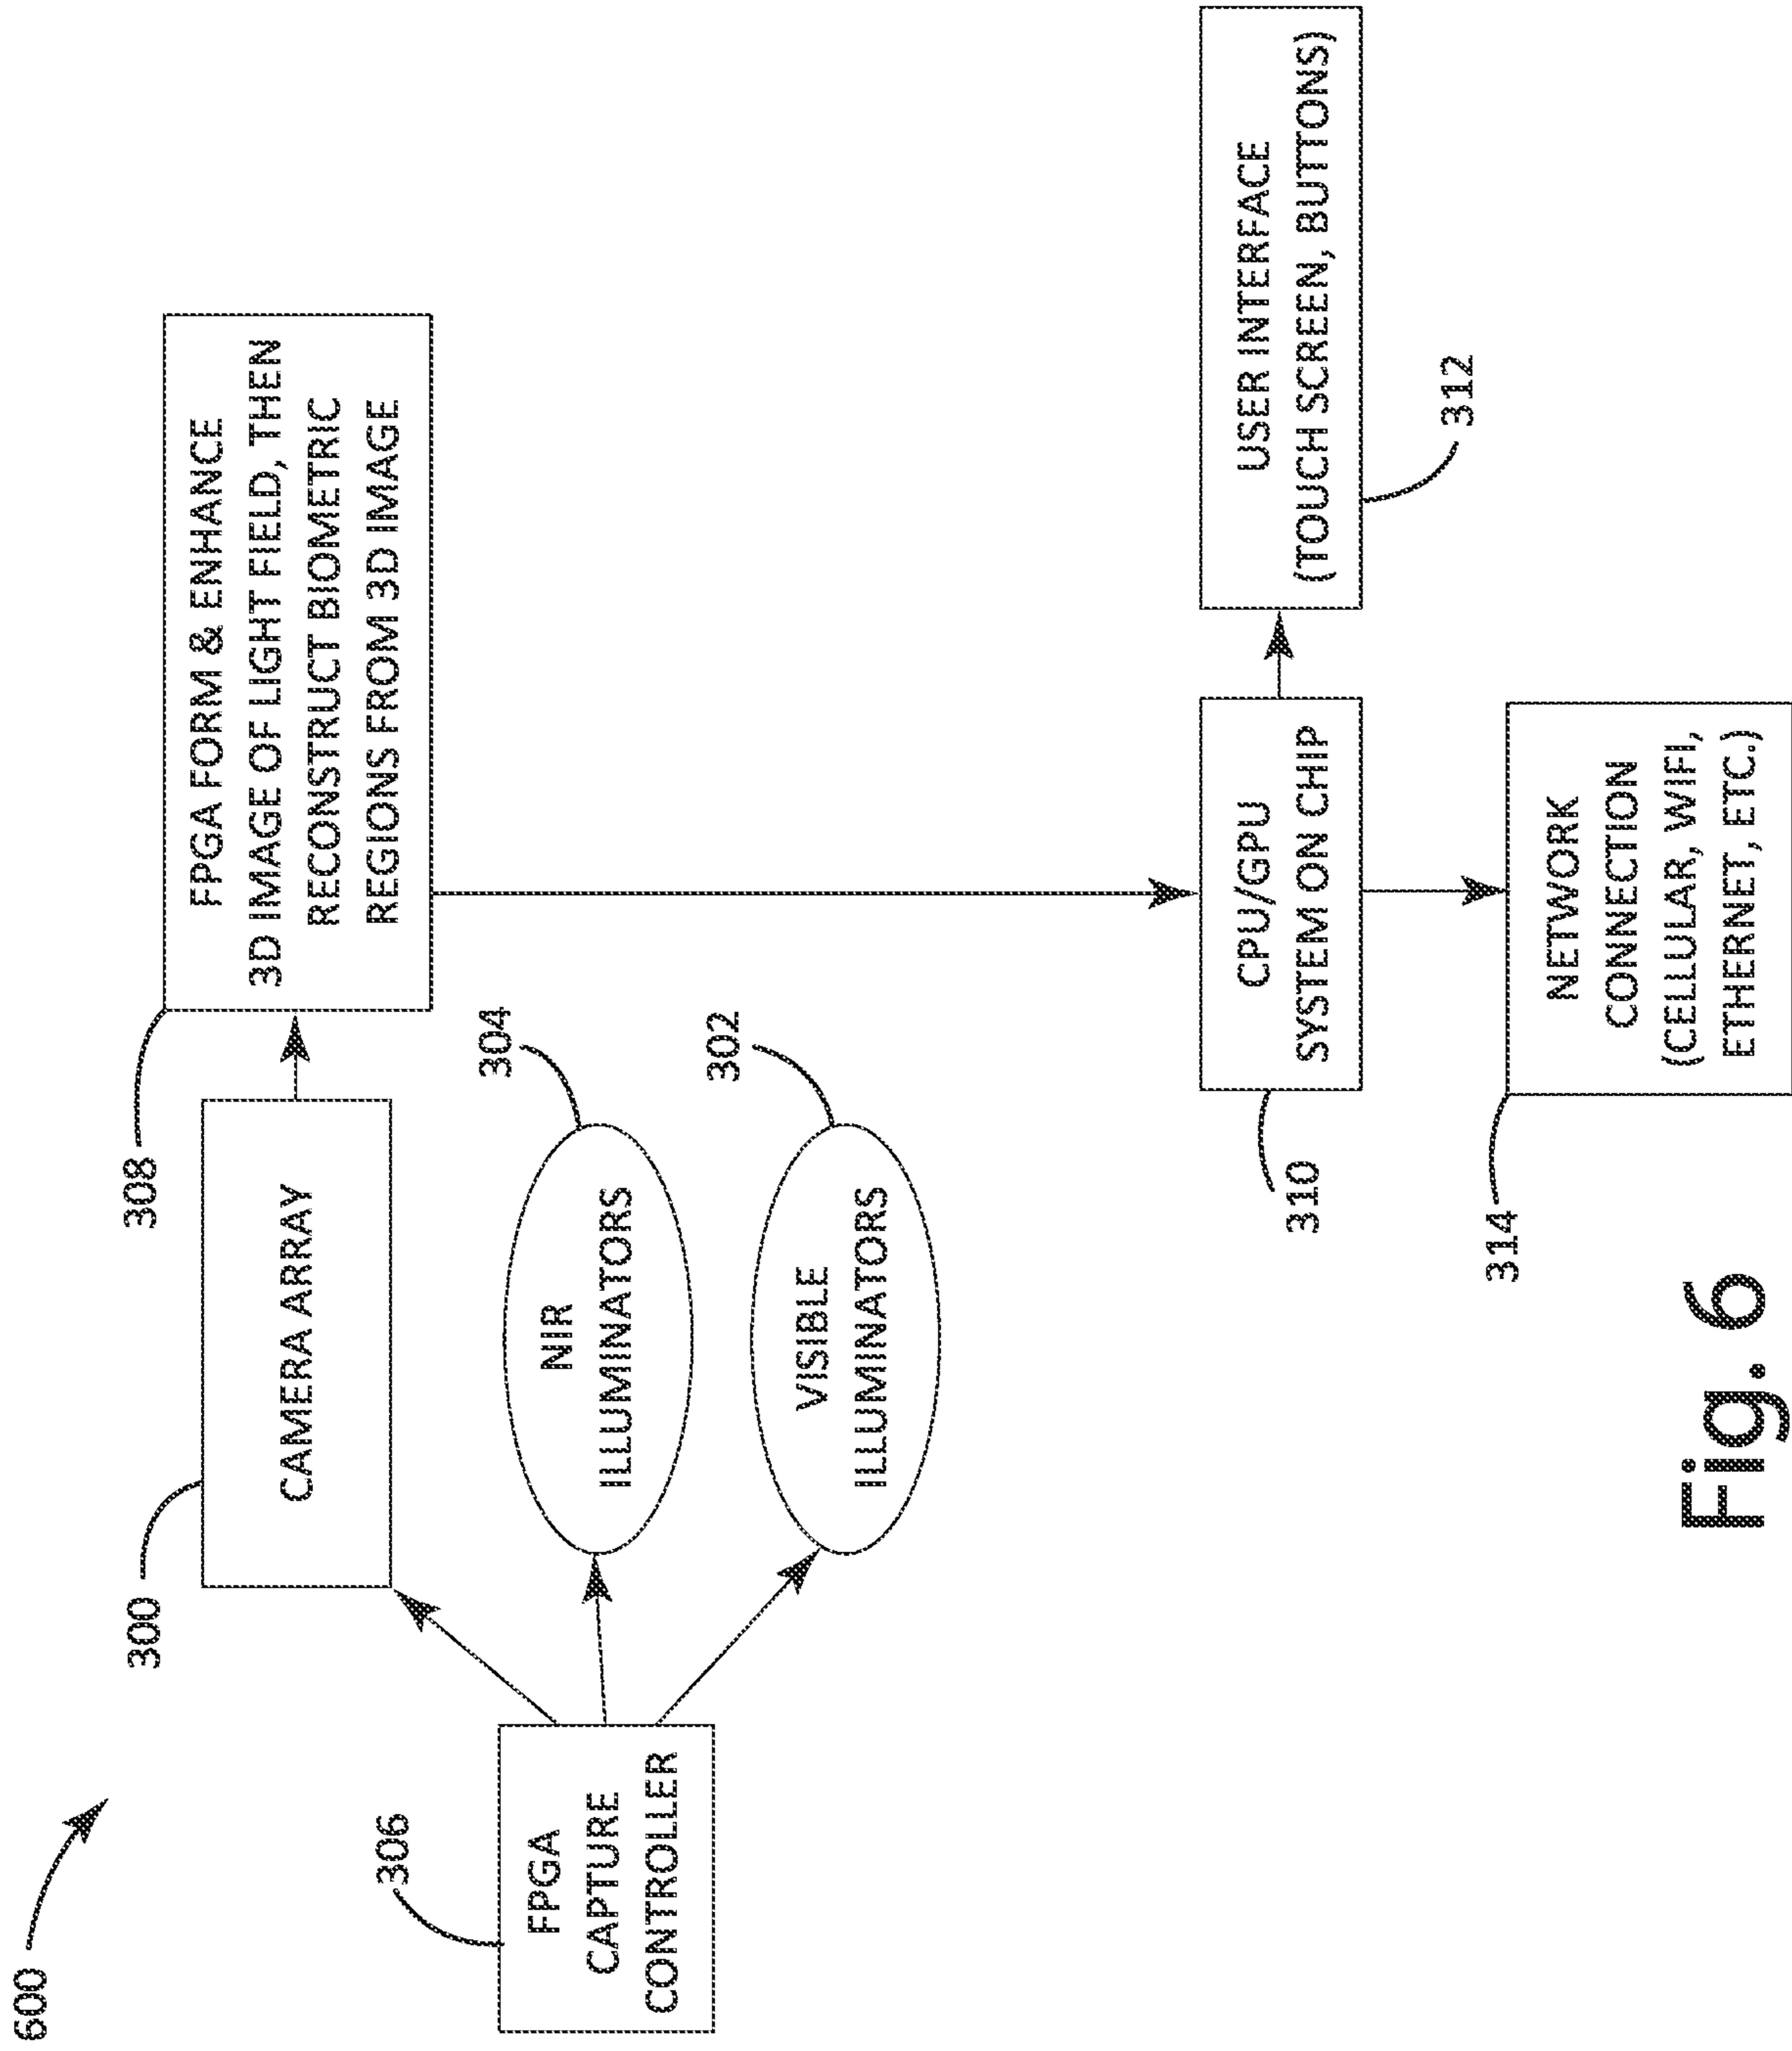 600
308
FPGA FORM & ENHANCE
3D IMAGE OF LIGHT FIELD, THEN
RECONSTRUCT BIOMETRIC
REGIONS FROM 3D IMAGE
300
CAMERA ARRAY
304
NIR
ILLUMINATORS
306
FPGA
CAPTURE
CONTROLLER
302
VISIBLE
ILLUMINATORS
310
CPU/GPU
SYSTEM ON CHIP
USER INTERFACE
(TOUCH SCREEN, BUTTONS)
312
314
NETWORK
CONNECTION
(CELLULAR, WIFI,
ETHERNET, ETC.)
Fig. 6